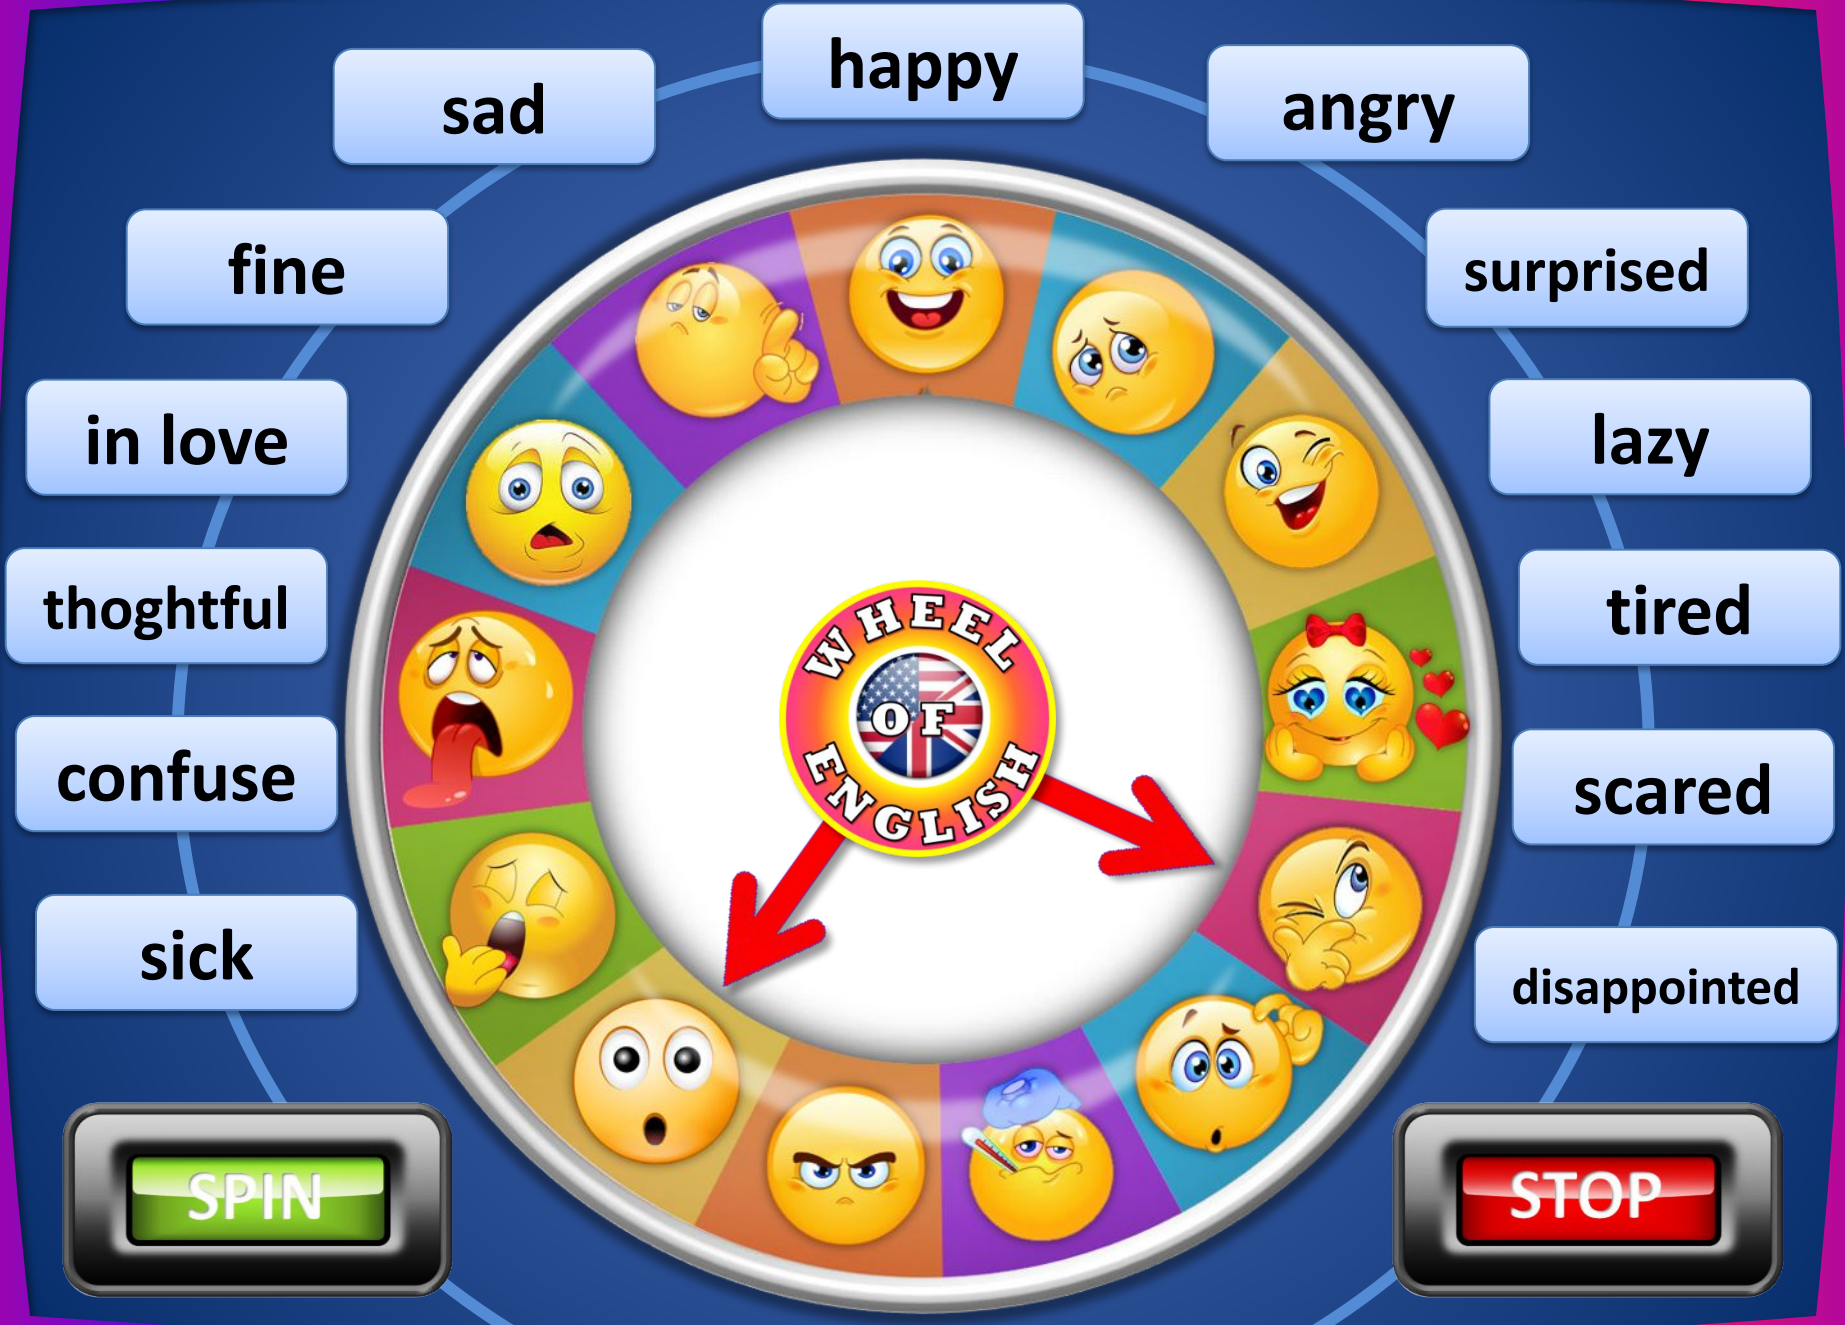 happy
sad
angry
fine
surprised
in love
lazy
thoghtful
tired
confuse
scared
sick
disappointed
WHEEL
OF
ENGLISH
SPIN
STOP